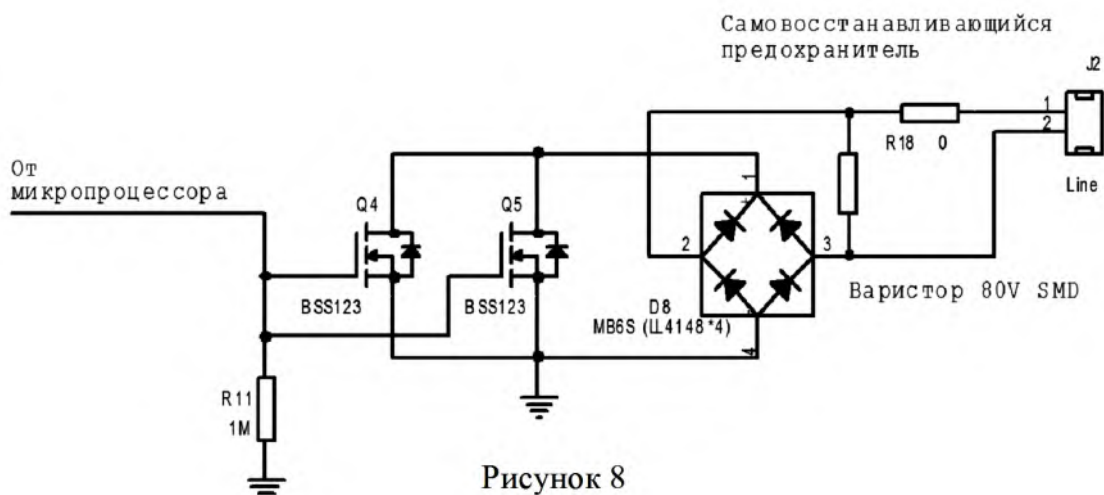 Самовосстанавливающийся
предохранитель
J2
1
2
R18 0
Line
От
микропроцессора
Q4
Q5
1
+
2
3
Варистор 80V SMD
BSS123
BSS123
D8
MB6S (LL4148*4)
-
4
R11
1M
Рисунок 8